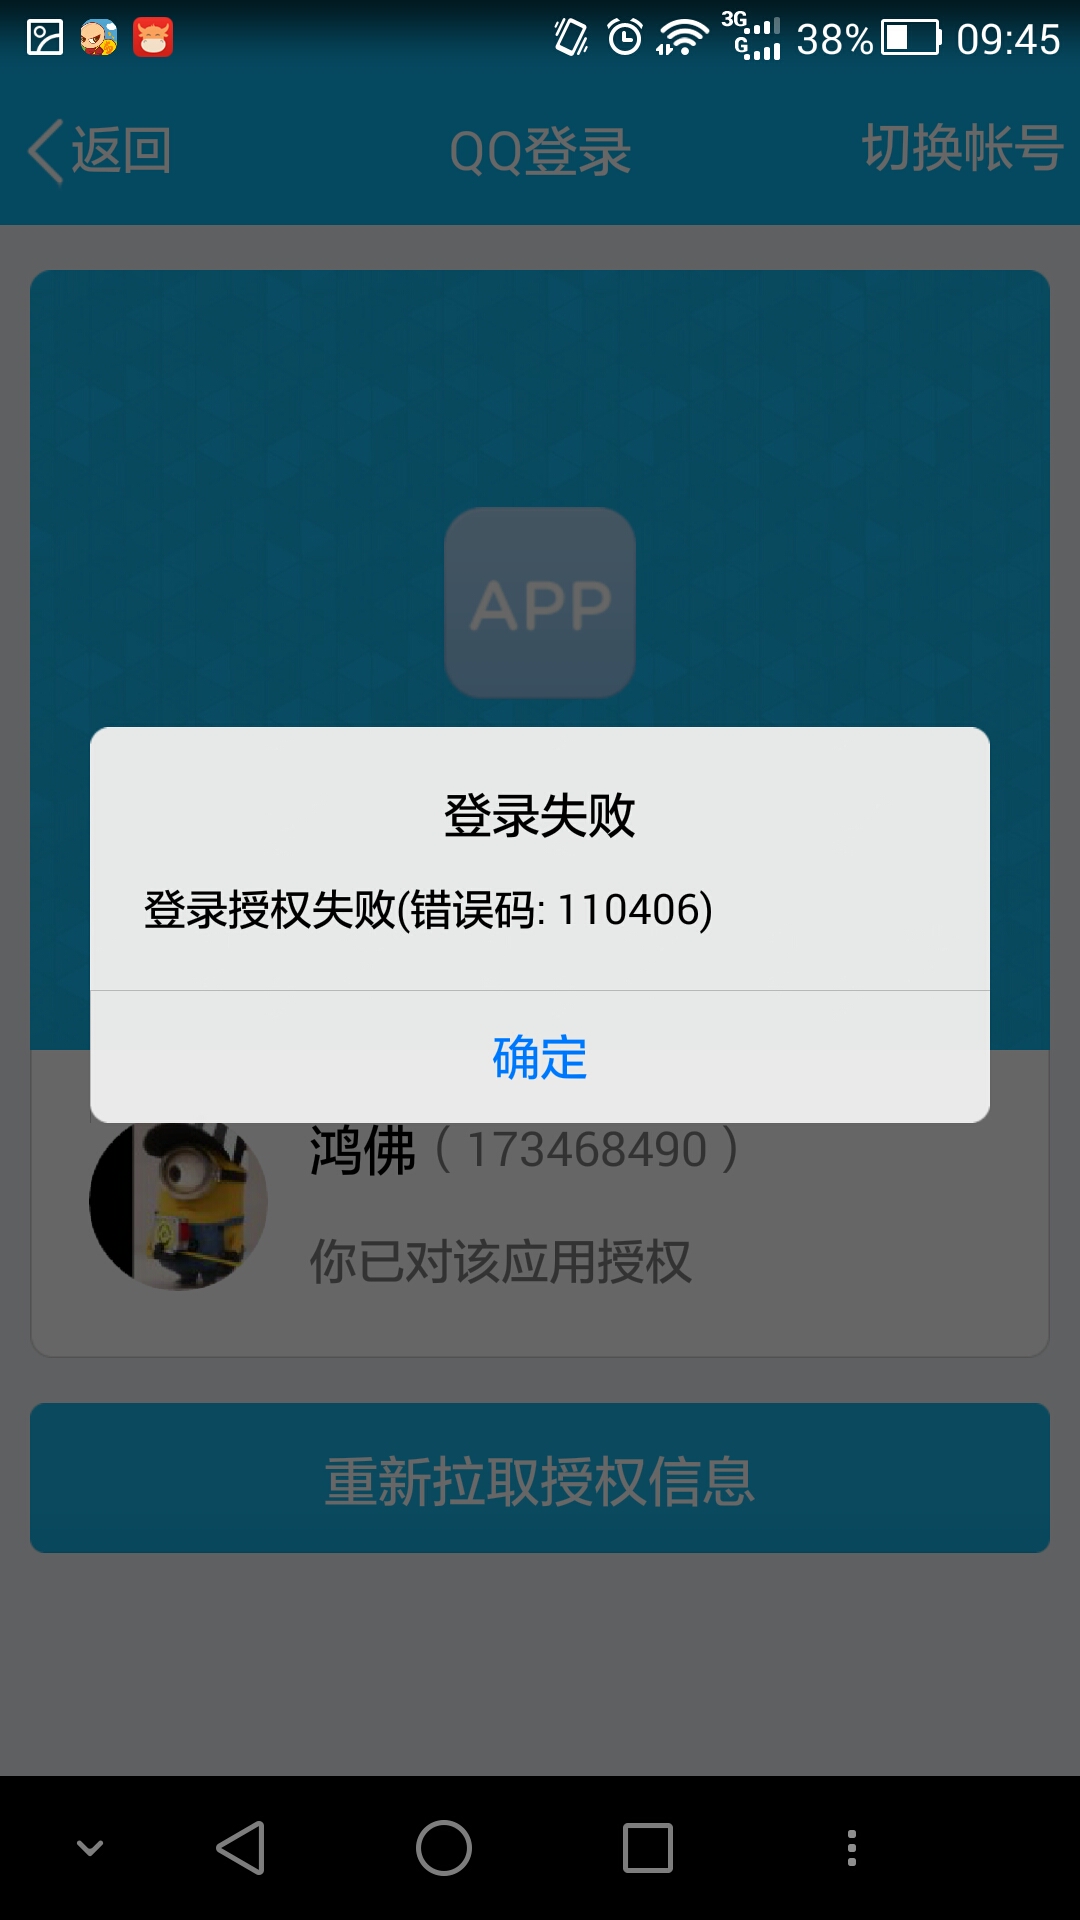 3G
G
38%
09:45
返回
QQ登录
切换帐号
APP
登录失败
登录授权失败(错误码: 110406)
确定
鸿佛（173468490）
你已对该应用授权
重新拉取授权信息